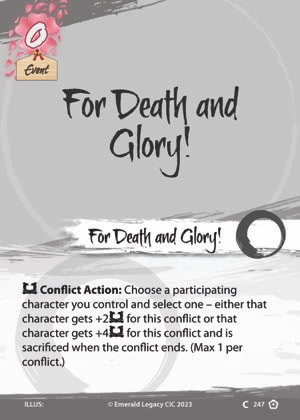 Event
For Death and
Glory!
For Death and Glory!
Conflict Action: Choose a participating
character you control and select one – either that
character gets +2 for this conflict or that
character gets +4 for this conflict and is
sacrificed when the conflict ends. (Max 1 per
conflict.)
ILLUS: © Emerald Legacy CIC 2023 C 247